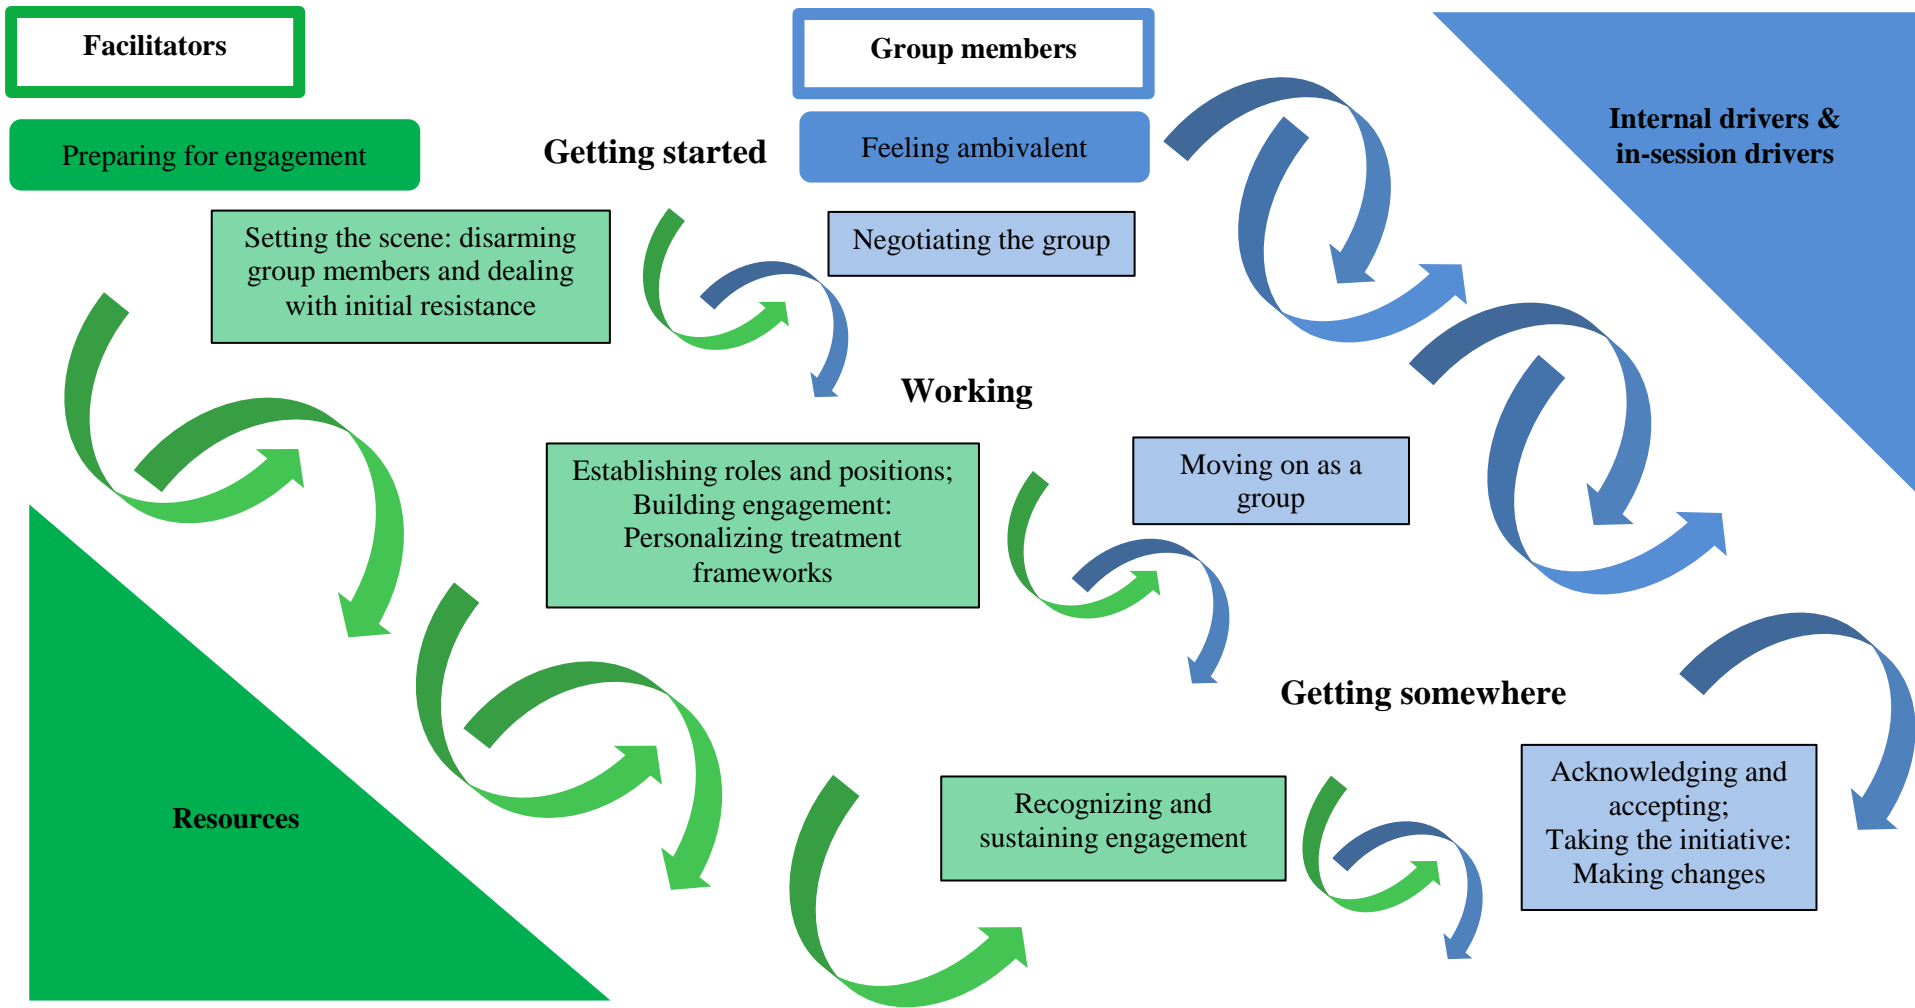 Facilitators
Group members
Internal drivers &
in-session drivers
Preparing for engagement
Getting started
Feeling ambivalent
Setting the scene: disarming
group members and dealing
with initial resistance
Negotiating the group
Working
Establishing roles and positions;
Building engagement:
Personalizing treatment
frameworks
Moving on as a
group
Getting somewhere
Resources
Recognizing and
sustaining engagement
Acknowledging and
accepting;
Taking the initiative:
Making changes